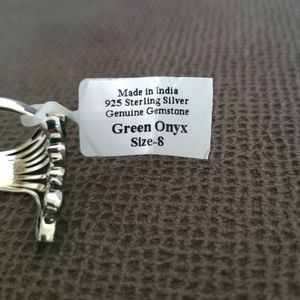 Made in India
925 Sterling Silver
Genuine Gemstone
Green Onyx
Size-8